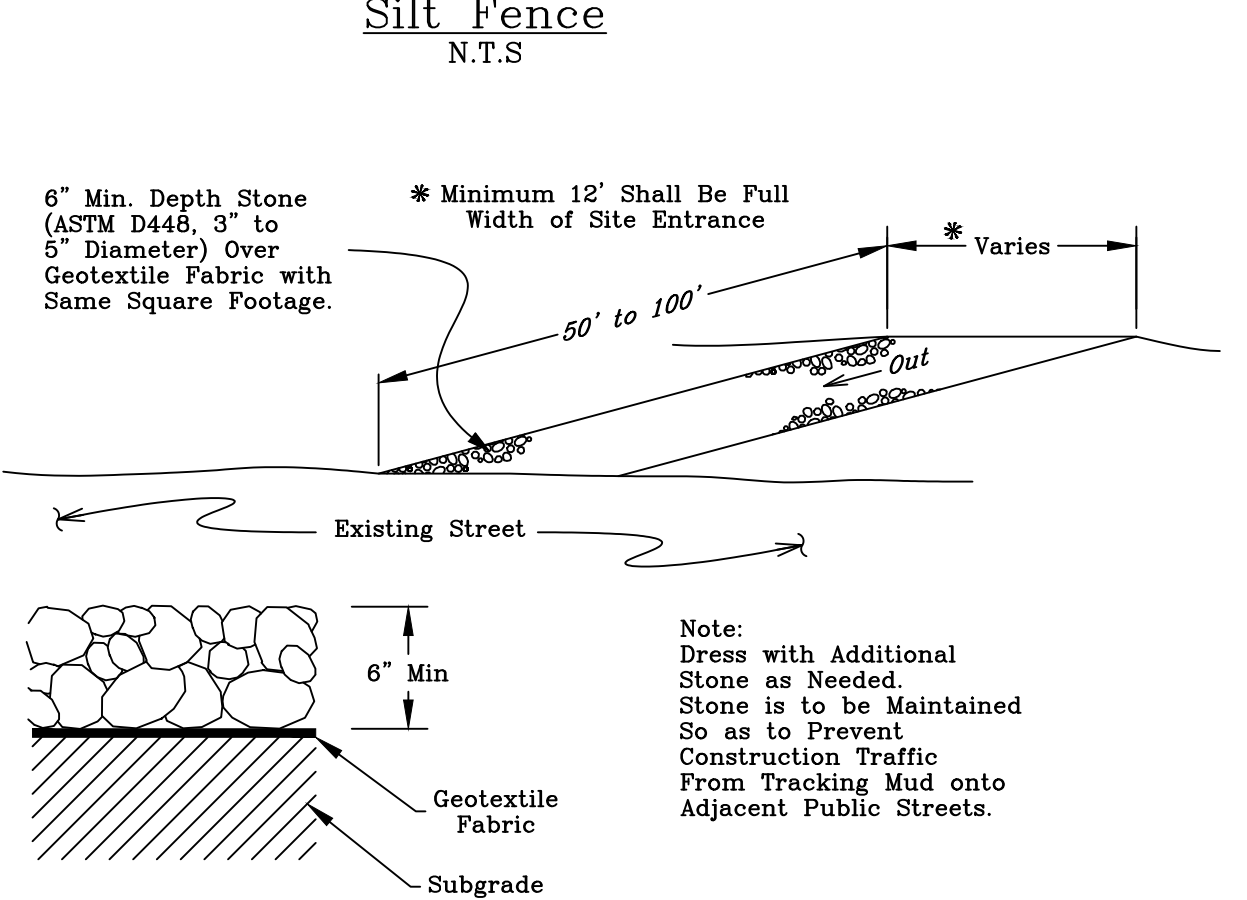 Silt Fence
N.T.S
6” Min. Depth Stone
(ASTM D448, 3” to
5” Diameter) Over
Geotextile Fabric with
Same Square Footage.
* Minimum 12’ Shall Be Full
Width of Site Entrance
* Varies
50’ to 100’
Out
Existing Street
6” Min
Geotextile
Fabric
Subgrade
Note:
Dress with Additional
Stone as Needed.
Stone is to be Maintained
So as to Prevent
Construction Traffic
From Tracking Mud onto
Adjacent Public Streets.